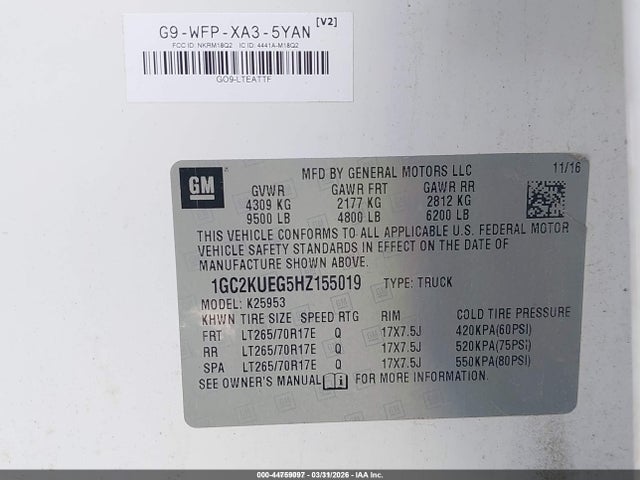 G9-WFP-XA3-5YAN [V2]
FCC ID: NKRM18Q2 IC ID: 4441A-M18Q2
GO9-LTEATTF
GM
MFD BY GENERAL MOTORS LLC 11/16
GVWR GAWR FRT GAWR RR
4309 KG 2177 KG 2812 KG
9500 LB 4800 LB 6200 LB
THIS VEHICLE CONFORMS TO ALL APPLICABLE U.S. FEDERAL MOTOR
VEHICLE SAFETY STANDARDS IN EFFECT ON THE DATE OF
MANUFACTURE SHOWN ABOVE.
1GC2KUEG5HZ155019 TYPE: TRUCK
MODEL: K25953
KHWN TIRE SIZE SPEED RTG RIM COLD TIRE PRESSURE
FRT LT265/70R17E Q 17X7.5J 420KPA(60PSI)
RR LT265/70R17E Q 17X7.5J 520KPA(75PSI)
SPA LT265/70R17E Q 17X7.5J 550KPA(80PSI)
SEE OWNER'S MANUAL FOR MORE INFORMATION.
000-44759097 - 03/31/2026 - IAA Inc.